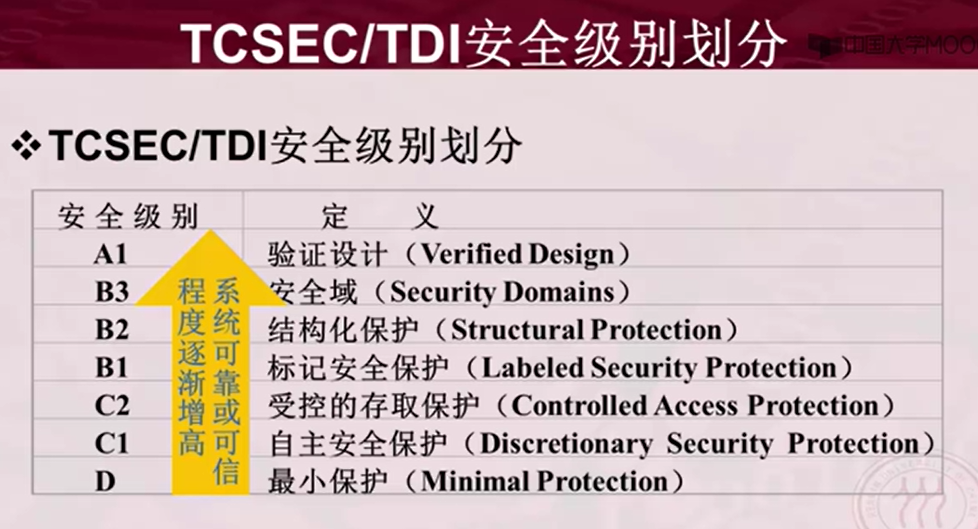 TCSEC/TDI安全级别划分
中国大学MOO
❖TCSEC/TDI安全级别划分
安全级别 定 义
A1 验证设计（Verified Design）
B3 安全域（Security Domains）
B2 结构化保护（Structural Protection）
B1 标记安全保护（Labeled Security Protection）
C2 受控的存取保护（Controlled Access Protection）
C1 自主安全保护（Discretionary Security Protection）
D 最小保护（Minimal Protection）
系统可靠或可信
程度逐渐增高